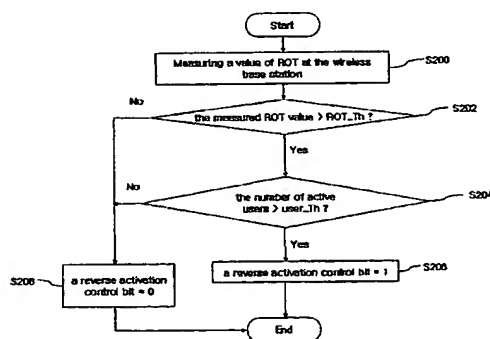 Start
Measuring a value of ROT at the wireless
base station
S200
No
the measured ROT value > ROT_Th ?
S202
Yes
No
the number of active
users > user_Th ?
S204
Yes
S208
a reverse activation
control bit = 0
a reverse activation control bit = 1
S206
End